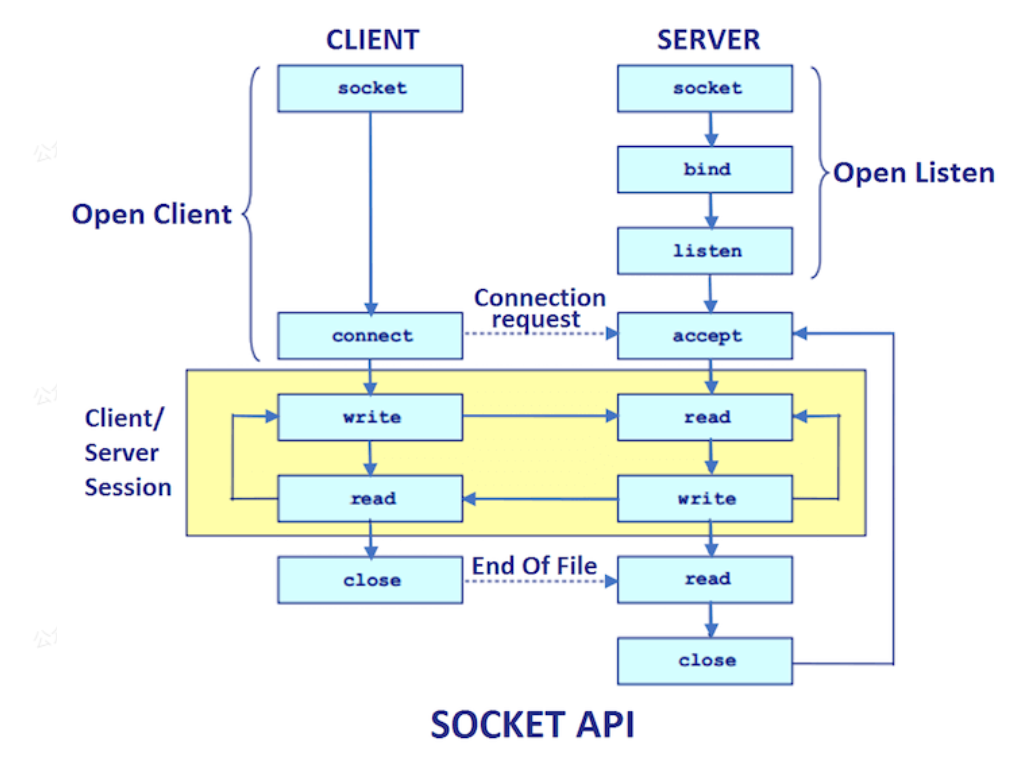 CLIENT
SERVER
socket
socket
bind
Open Listen
Open Client
listen
Connection
request
connect
accept
Client/
Server
Session
write
read
read
write
close
End Of File
read
close
SOCKET API